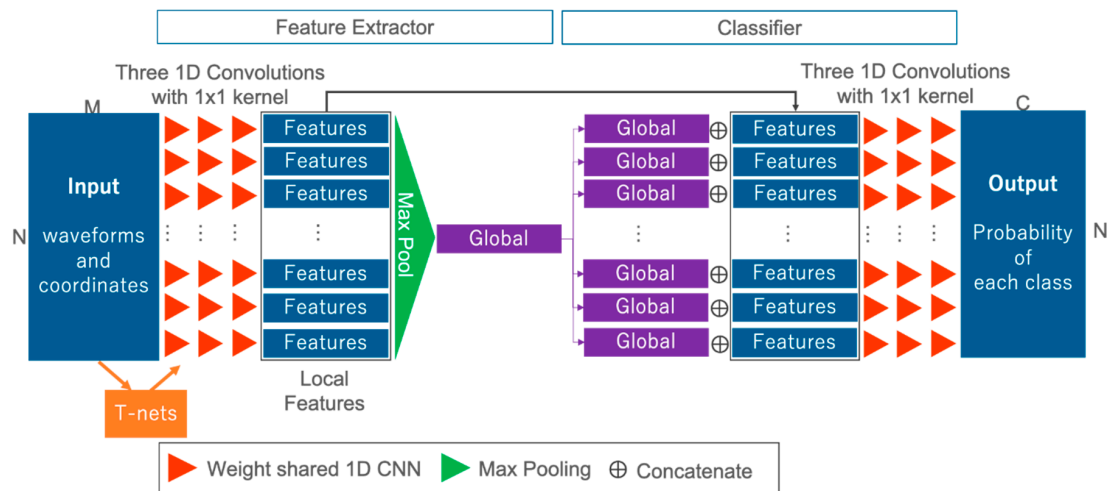 Feature Extractor
Classifier
Three 1D Convolutions
with 1x1 kernel
Three 1D Convolutions
with 1x1 kernel
M
C
N
Input
waveforms
and
coordinates
T-nets
Features
Features
Features
⋮
Features
Features
Features
Local
Features
Max Pool
Global
Global
Global
Global
⋮
Global
Global
Global
Features
Features
Features
⋮
Features
Features
Features
Output
Probability
of
each class
N
Weight shared 1D CNN
Max Pooling
Concatenate